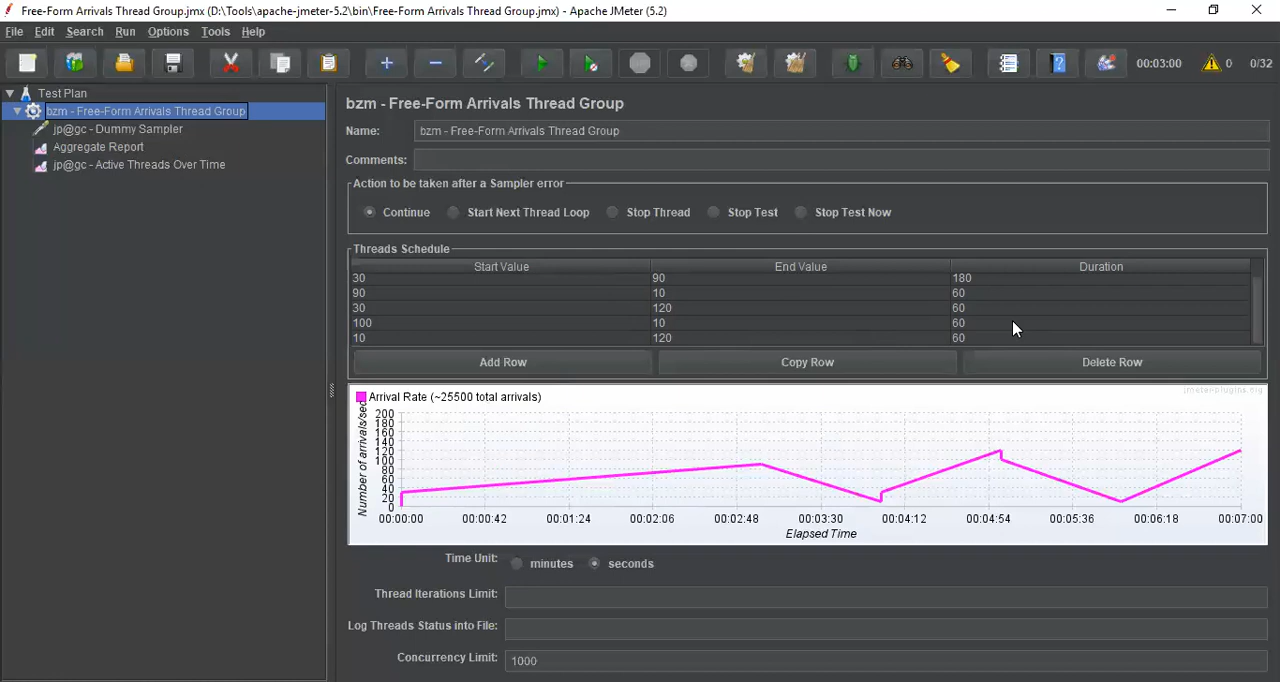 Free-Form Arrivals Thread Group.jmx (D:\Tools\apache-jmeter-5.2\bin\Free-Form Arrivals Thread Group.jmx) - Apache JMeter (5.2)
File Edit Search Run Options Tools Help
00:03:00 0 0/32
Test Plan
bzm - Free-Form Arrivals Thread Group
jp@gc - Dummy Sampler
Aggregate Report
jp@gc - Active Threads Over Time
bzm - Free-Form Arrivals Thread Group
Name: bzm - Free-Form Arrivals Thread Group
Comments:
Action to be taken after a Sampler error
Continue Start Next Thread Loop Stop Thread Stop Test Stop Test Now
Threads Schedule
Start Value End Value Duration
30 90 180
90 10 60
30 120 60
100 10 60
10 120 60
Add Row Copy Row Delete Row
jmeter-plugins.org
Arrival Rate (~25500 total arrivals)
Number of arrivals/sec
200
180
160
140
120
100
80
60
40
20
0
00:00:00 00:00:42 00:01:24 00:02:06 00:02:48 00:03:30 00:04:12 00:04:54 00:05:36 00:06:18 00:07:00
Elapsed Time
Time Unit: minutes seconds
Thread Iterations Limit:
Log Threads Status into File:
Concurrency Limit: 1000